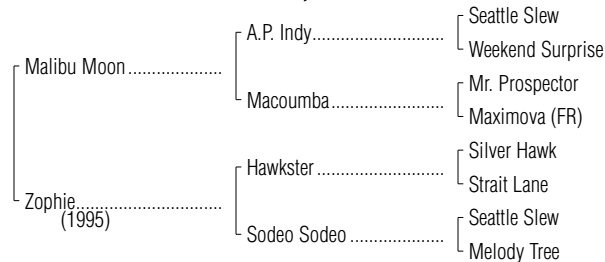 Seattle Slew
A.P. Indy
Weekend Surprise
Malibu Moon
Mr. Prospector
Macoumba
Maximova (FR)
Silver Hawk
Hawkster
Strait Lane
Zophie
(1995)
Seattle Slew
Sodeo Sodeo
Melody Tree